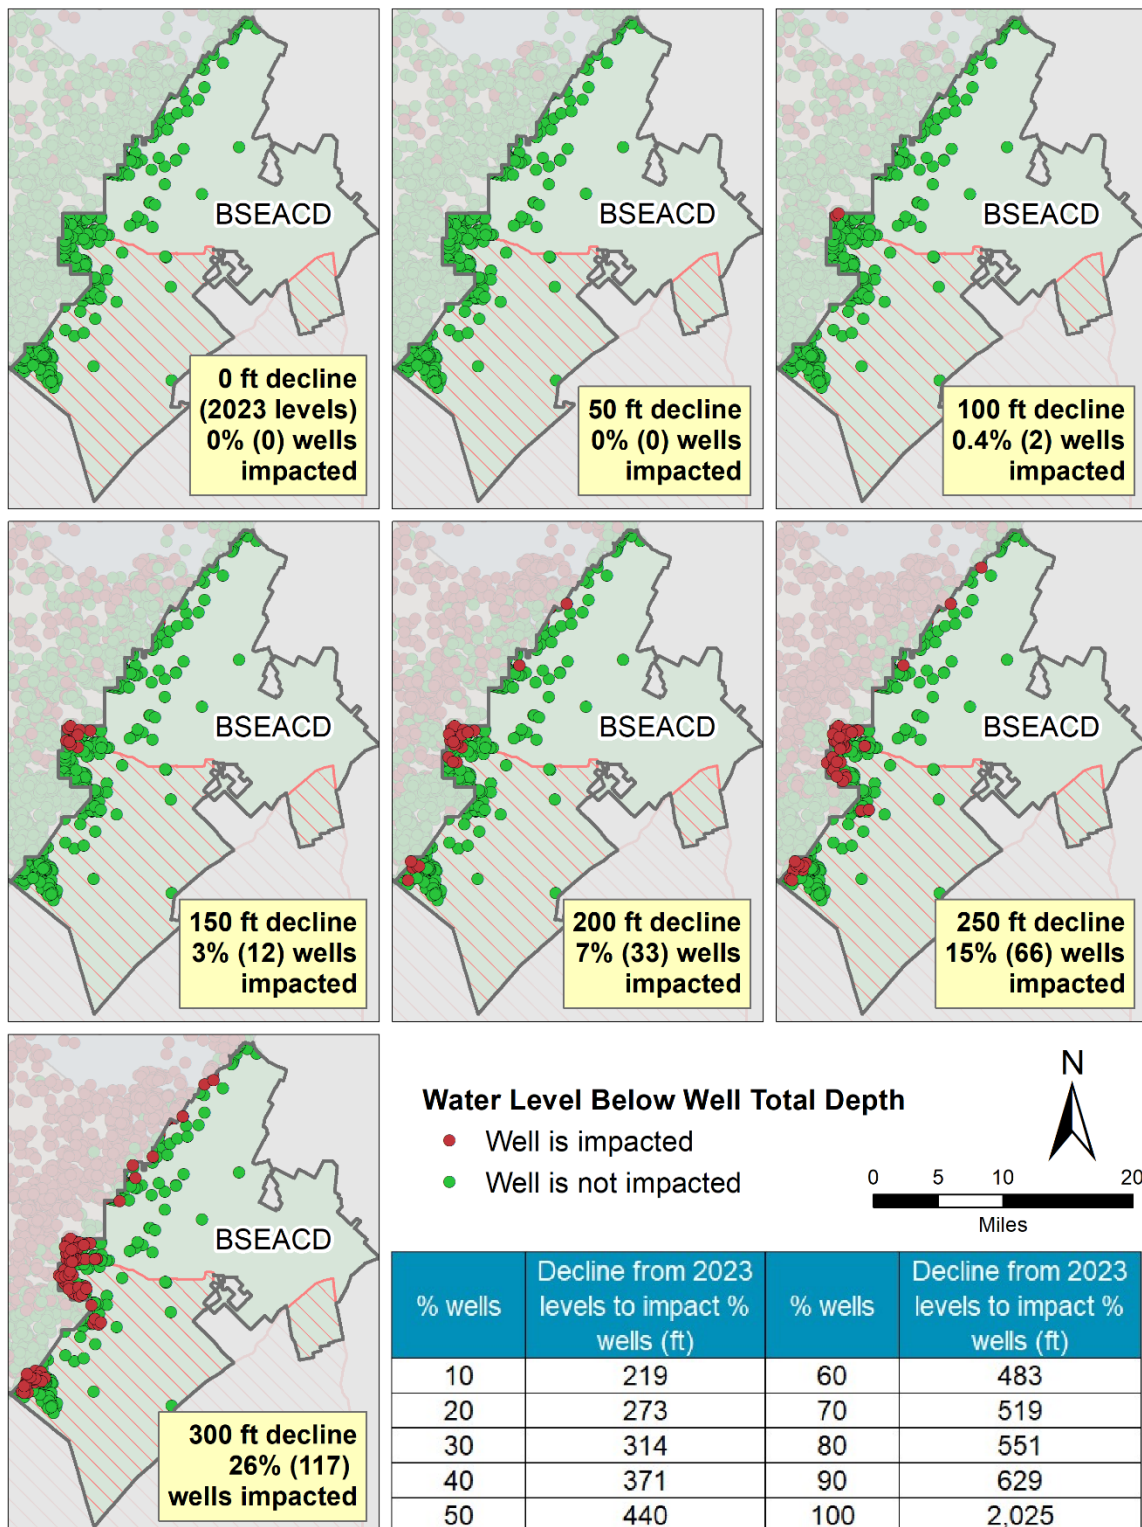 BSEACD
0 ft decline
(2023 levels)
0% (0) wells
impacted
BSEACD
50 ft decline
0% (0) wells
impacted
BSEACD
100 ft decline
0.4% (2) wells
impacted
BSEACD
150 ft decline
3% (12) wells
impacted
BSEACD
200 ft decline
7% (33) wells
impacted
BSEACD
250 ft decline
15% (66) wells
impacted
BSEACD
300 ft decline
26% (117)
wells impacted
Water Level Below Well Total Depth
Well is impacted
Well is not impacted
N
0 5 10 20
Miles
% wells Decline from 2023 levels to impact % wells (ft) % wells Decline from 2023 levels to impact % wells (ft)
10 219 60 483
20 273 70 519
30 314 80 551
40 371 90 629
50 440 100 2,025